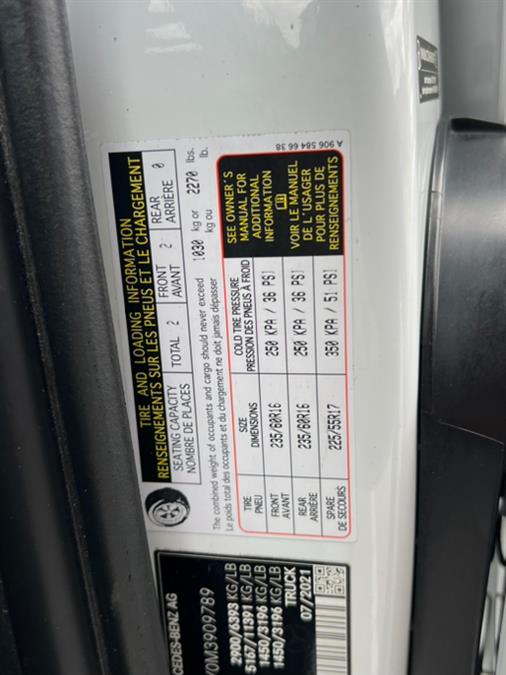 TIRE AND LOADING INFORMATION
RENSEIGNEMENTS SUR LES PNEUS ET LE CHARGEMENT
SEATING CAPACITY
NOMBRE DE PLACES
TOTAL 2
FRONT
AVANT
2
REAR
ARRIÈRE
0
The combined weight of occupants and cargo should never exceed 1030 kg or 2270 lbs.
Le poids total des occupants et du chargement ne doit jamais dépasser kg ou lb.
TIRE
PNEU
SIZE
DIMENSIONS
COLD TIRE PRESSURE
PRESSION DES PNEUS À FROID
FRONT
AVANT
235/60R16
250 KPA / 36 PSI
REAR
ARRIÈRE
235/60R16
250 KPA / 36 PSI
SPARE
DE SECOURS
225/55R17
350 KPA / 51 PSI
SEE OWNER'S
MANUAL FOR
ADDITIONAL
INFORMATION
VOIR LE MANUEL
DE L'USAGER
POUR PLUS DE
RENSEIGNEMENTS
A 906 584 66 38
CEDES-BENZ AG
0M3909789
2900/6393 KG/LB
5167/11391 KG/LB
1450/3196 KG/LB
1450/3196 KG/LB
TRUCK
07/2021